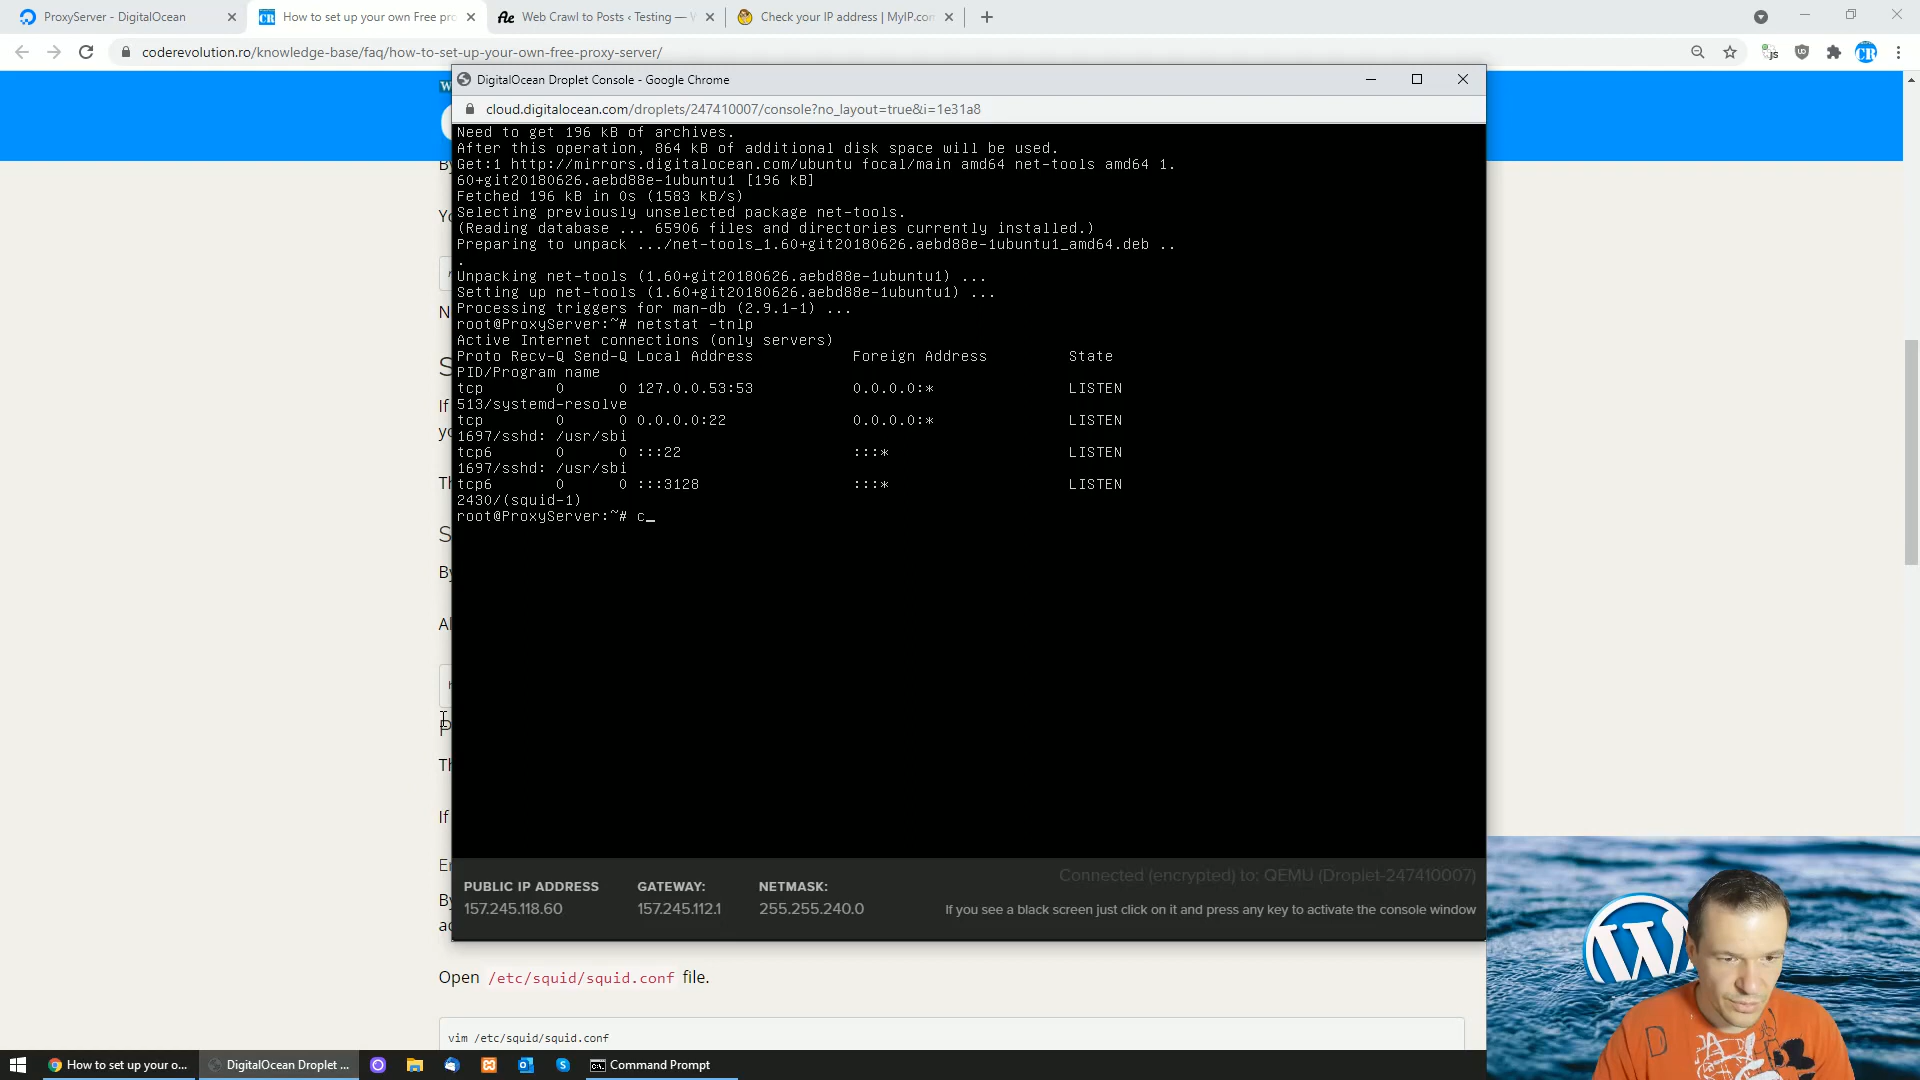 ProxyServer - DigitalOcean
How to set up your own Free pro
Web Crawl to Posts ‹ Testing —
Check your IP address | MyIP.com
coderevolution.ro/knowledge-base/faq/how-to-set-up-your-own-free-proxy-server/
DigitalOcean Droplet Console - Google Chrome
cloud.digitalocean.com/droplets/247410007/console?no_layout=true&i=1e31a8
Need to get 196 kB of archives.
After this operation, 864 kB of additional disk space will be used.
Get:1 http://mirrors.digitalocean.com/ubuntu focal/main amd64 net-tools amd64 1.
60+git20180626.aebd88e-1ubuntu1 [196 kB]
Fetched 196 kB in 0s (1583 kB/s)
Selecting previously unselected package net-tools.
(Reading database ... 65906 files and directories currently installed.)
Preparing to unpack .../net-tools_1.60+git20180626.aebd88e-1ubuntu1_amd64.deb ..
.
Unpacking net-tools (1.60+git20180626.aebd88e-1ubuntu1) ...
Setting up net-tools (1.60+git20180626.aebd88e-1ubuntu1) ...
Processing triggers for man-db (2.9.1-1) ...
root@ProxyServer:~# netstat -tnlp
Active Internet connections (only servers)
Proto Recv-Q Send-Q Local Address Foreign Address State
PID/Program name
tcp 0 0 127.0.0.53:53 0.0.0.0:* LISTEN
513/systemd-resolve
tcp 0 0 0.0.0.0:22 0.0.0.0:* LISTEN
1697/sshd: /usr/sbi
tcp6 0 0 :::22 :::* LISTEN
1697/sshd: /usr/sbi
tcp6 0 0 :::3128 :::* LISTEN
2430/(squid-1)
root@ProxyServer:~# c_
Connected (encrypted) to: QEMU (Droplet-247410007)
PUBLIC IP ADDRESS GATEWAY: NETMASK:
157.245.118.60 157.245.112.1 255.255.240.0
If you see a black screen just click on it and press any key to activate the console window
Open /etc/squid/squid.conf file.
vim /etc/squid/squid.conf
How to set up your o...
DigitalOcean Droplet ...
Command Prompt